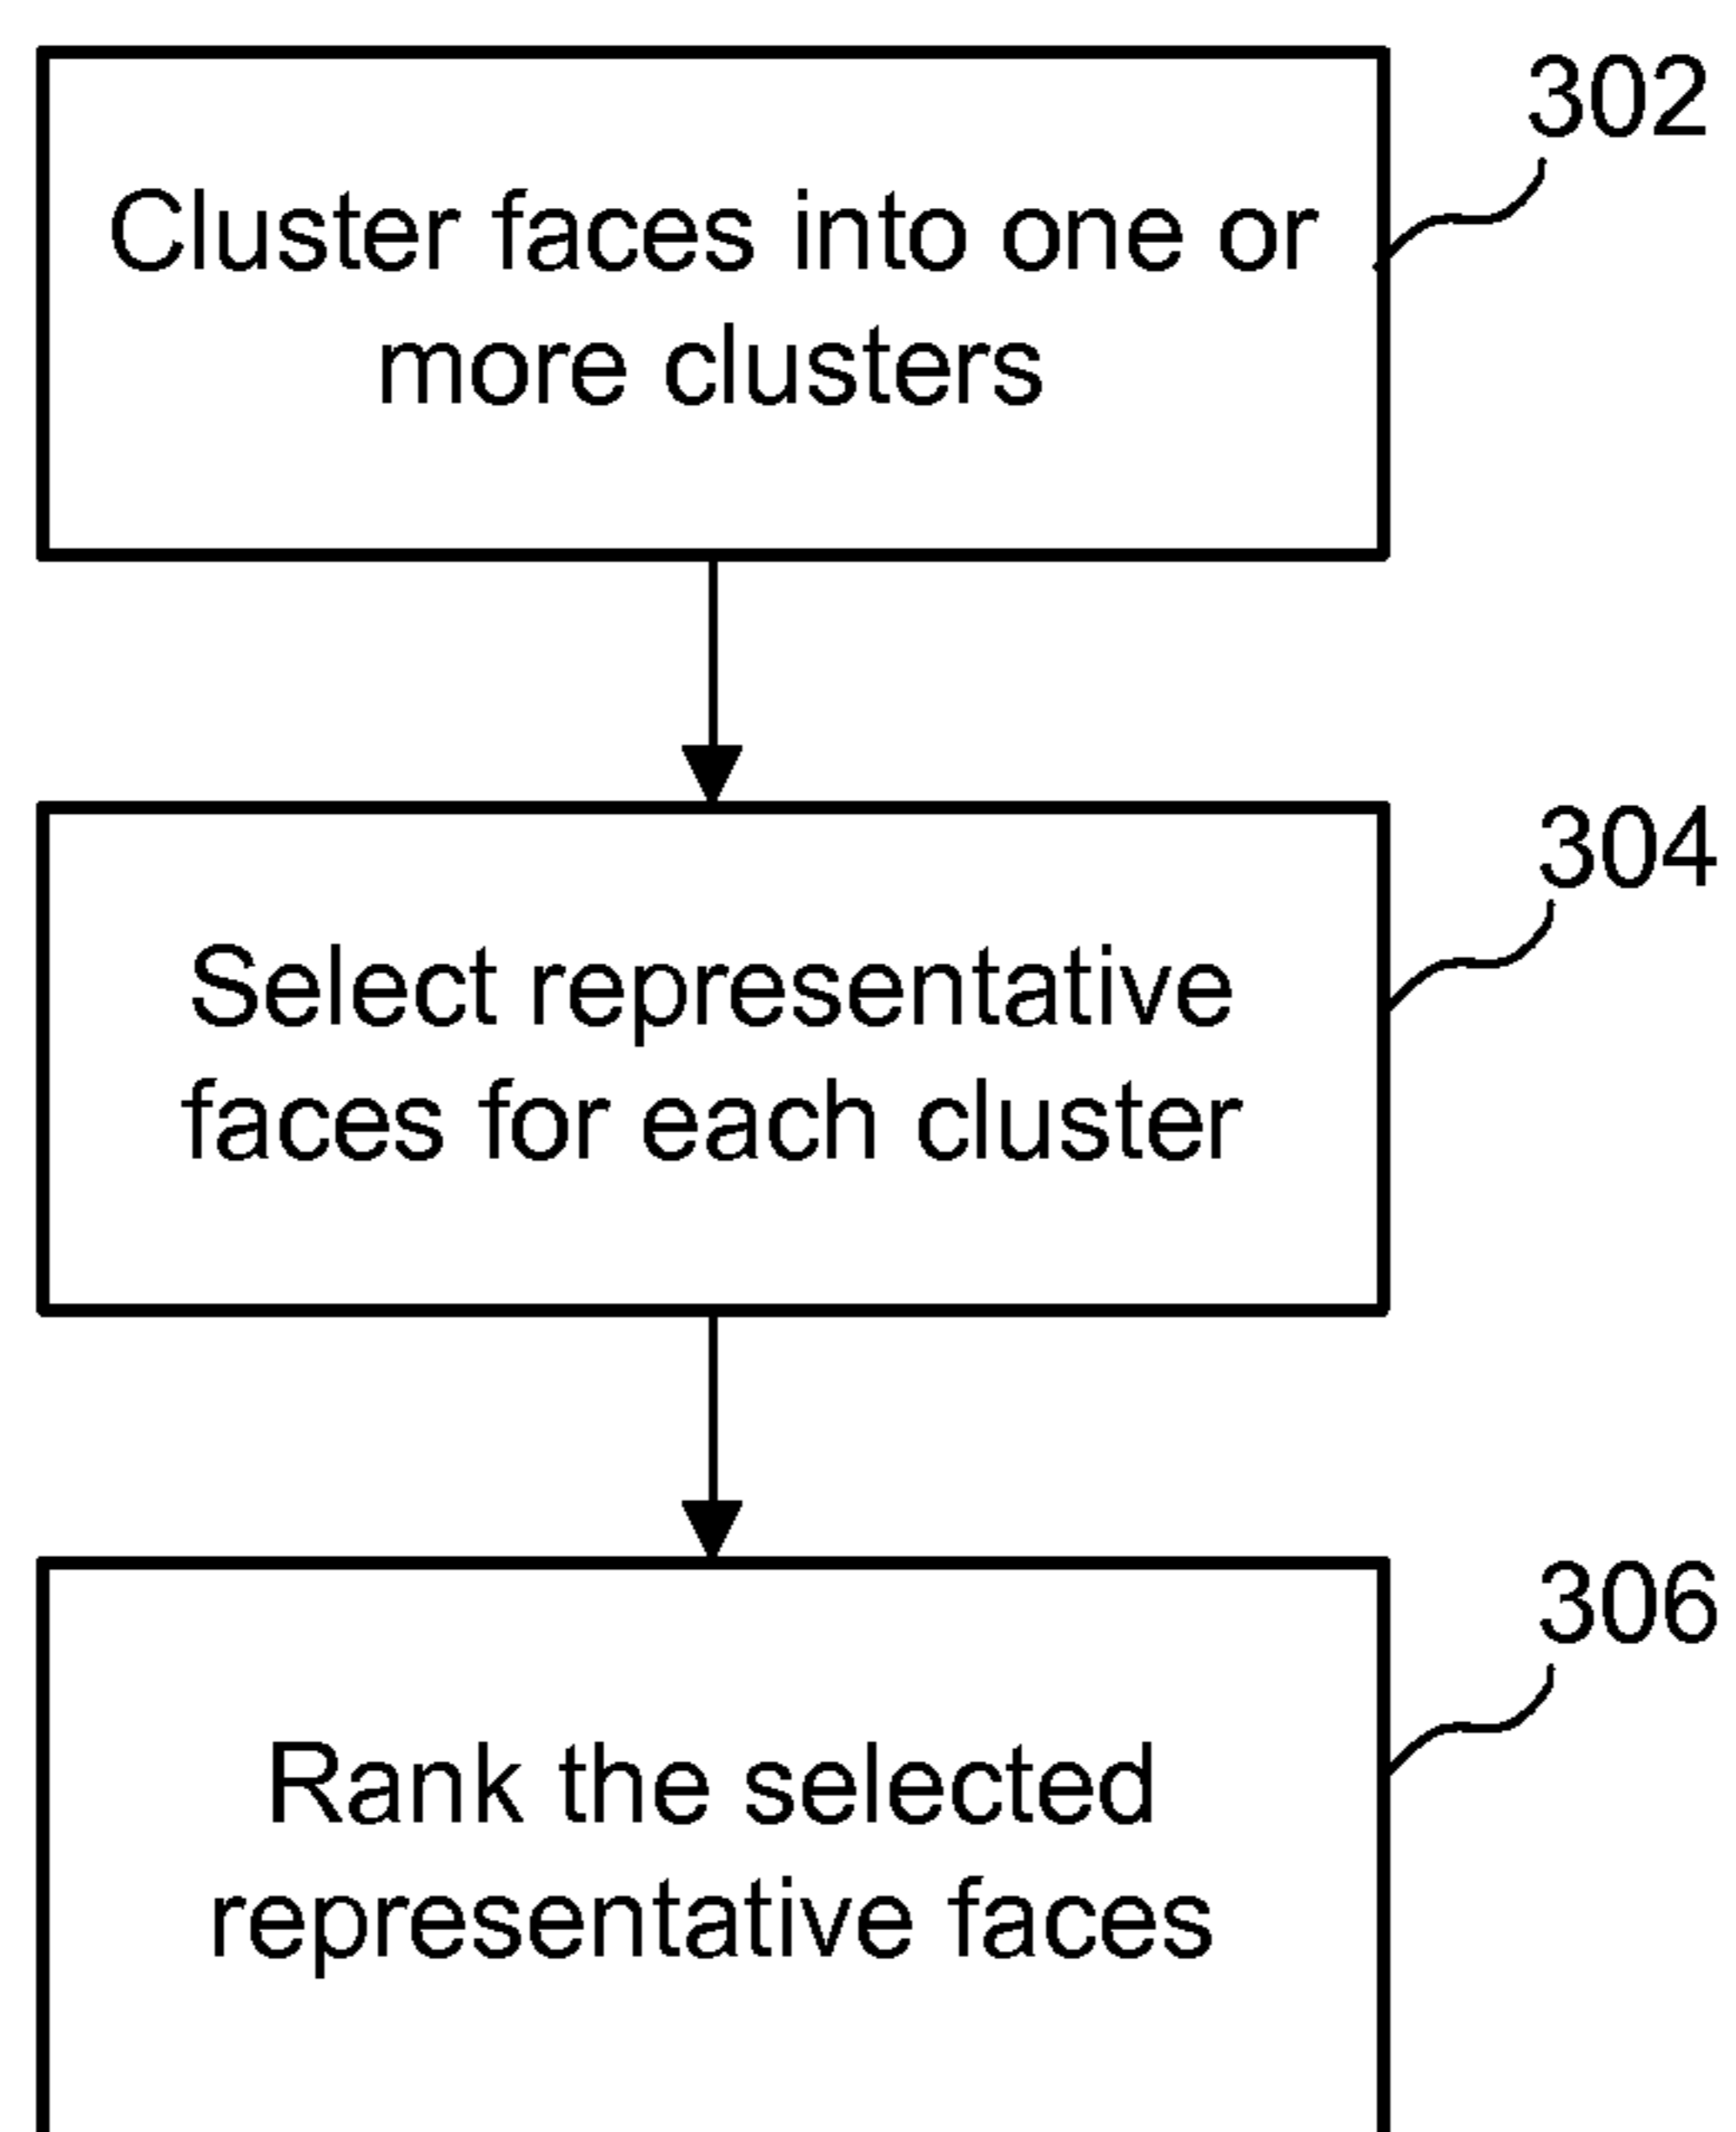 302
Cluster faces into one or
more clusters
304
Select representative
faces for each cluster
306
Rank the selected
representative faces